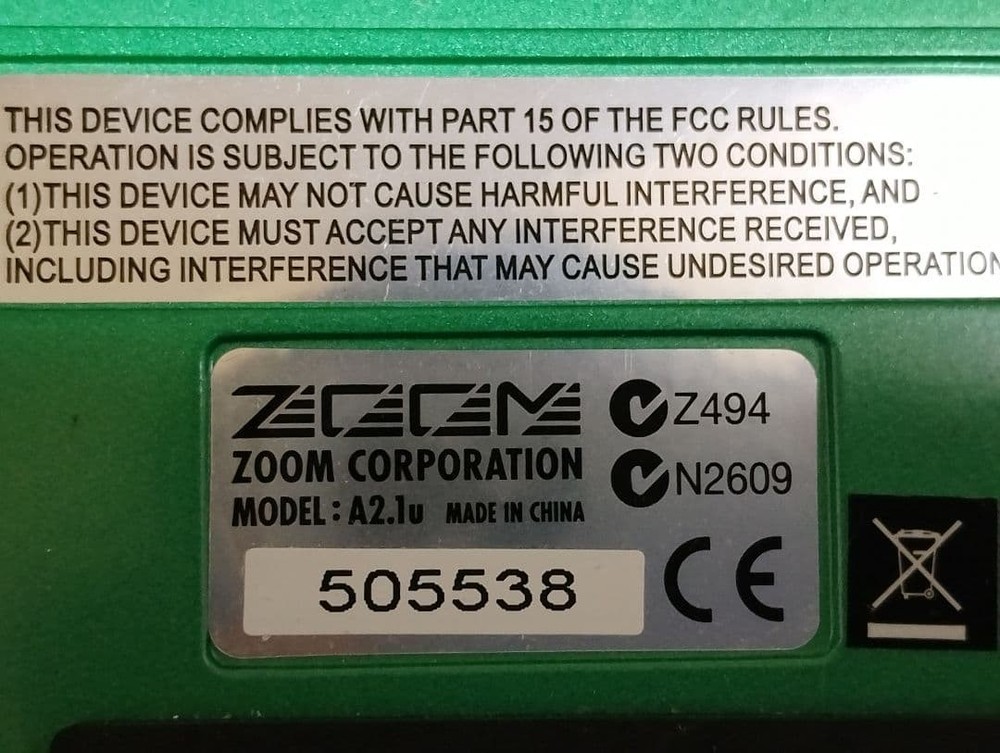 THIS DEVICE COMPLIES WITH PART 15 OF THE FCC RULES.
OPERATION IS SUBJECT TO THE FOLLOWING TWO CONDITIONS:
(1)THIS DEVICE MAY NOT CAUSE HARMFUL INTERFERENCE, AND
(2)THIS DEVICE MUST ACCEPT ANY INTERFERENCE RECEIVED,
INCLUDING INTERFERENCE THAT MAY CAUSE UNDESIRED OPERATION
ZOOM
Z494
ZOOM CORPORATION
N2609
MODEL: A2.1u MADE IN CHINA
505538
CE